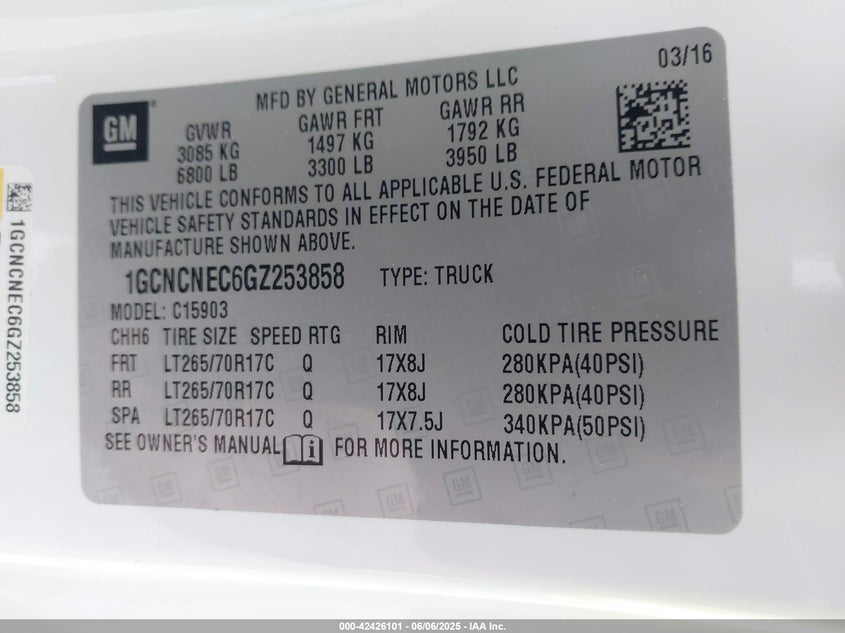 03/16
MFD BY GENERAL MOTORS LLC
GM
GVWR GAWR FRT GAWR RR
3085 KG 1497 KG 1792 KG
6800 LB 3300 LB 3950 LB
THIS VEHICLE CONFORMS TO ALL APPLICABLE U.S. FEDERAL MOTOR
VEHICLE SAFETY STANDARDS IN EFFECT ON THE DATE OF
MANUFACTURE SHOWN ABOVE.
1GCNCNEC6GZ253858 TYPE: TRUCK
MODEL: C15903
CHH6 TIRE SIZE SPEED RTG RIM COLD TIRE PRESSURE
FRT LT265/70R17C Q 17X8J 280KPA(40PSI)
RR LT265/70R17C Q 17X8J 280KPA(40PSI)
SPA LT265/70R17C Q 17X7.5J 340KPA(50PSI)
SEE OWNER'S MANUAL i FOR MORE INFORMATION.
1GCNCNEC6GZ253858
000-42426101 | 06/06/2025 - IAA Inc.